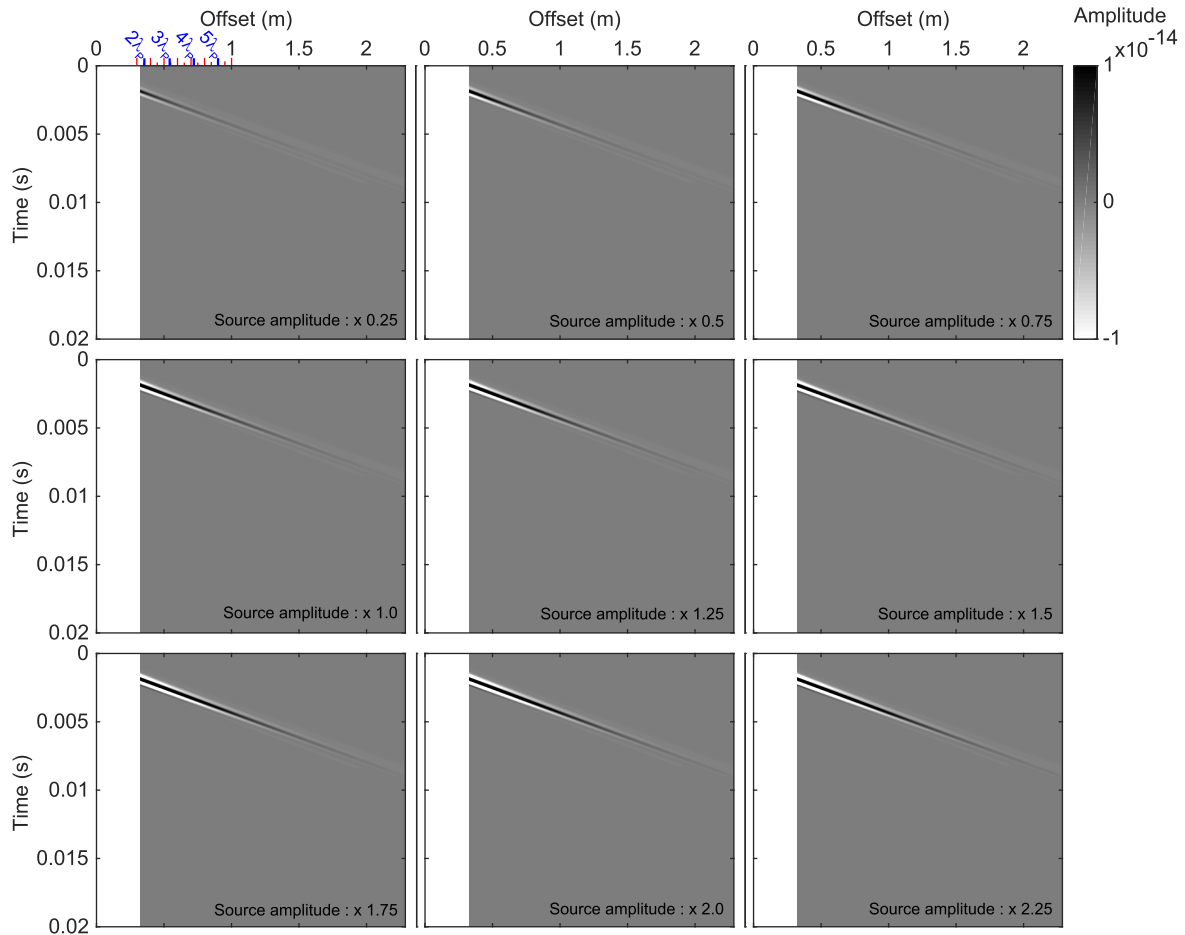 Offset (m) Offset (m) Offset (m) Amplitude
x10-14
2λP 3λP 4λP 5λP
0 1 1.5 2 0.5 1 1.5 2 0.5 1 1.5 2
0 1
0.005
Time (s) 0.01 0
0.015
Source amplitude : x 0.25 Source amplitude : x 0.5 Source amplitude : x 0.75
0.02 -1
0
0.005
Time (s) 0.01
0.015
Source amplitude : x 1.0 Source amplitude : x 1.25 Source amplitude : x 1.5
0.02
0
0.005
Time (s) 0.01
0.015
Source amplitude : x 1.75 Source amplitude : x 2.0 Source amplitude : x 2.25
0.02